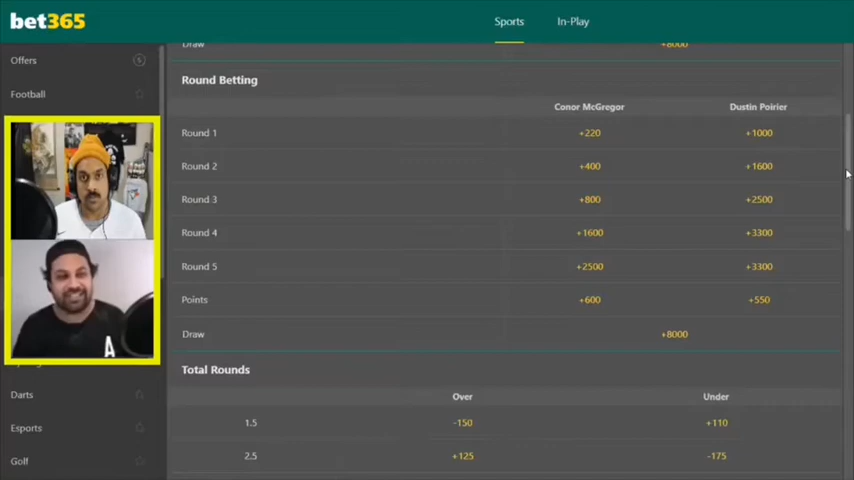 bet365
Sports In-Play
Offers 5
Draw +8000
Round Betting
Football
Conor McGregor Dustin Poirier
Round 1 +220 +1000
Round 2 +400 +1600
Round 3 +800 +2500
Round 4 +1600 +3300
Round 5 +2500 +3300
Points +600 +550
Draw +8000
Total Rounds
Darts
Over Under
1.5 -150 +110
Esports
2.5 +125 -175
Golf